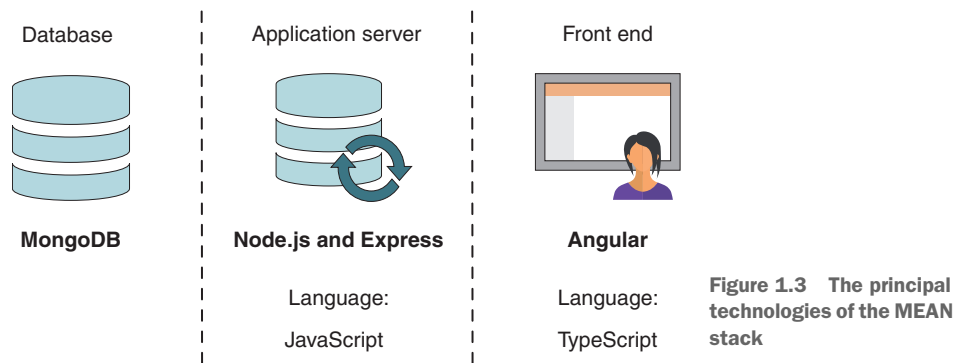 Database
Application server
Front end
MongoDB
Node.js and Express
Angular
Language:
JavaScript
Language:
TypeScript
Figure 1.3 The principal
technologies of the MEAN
stack